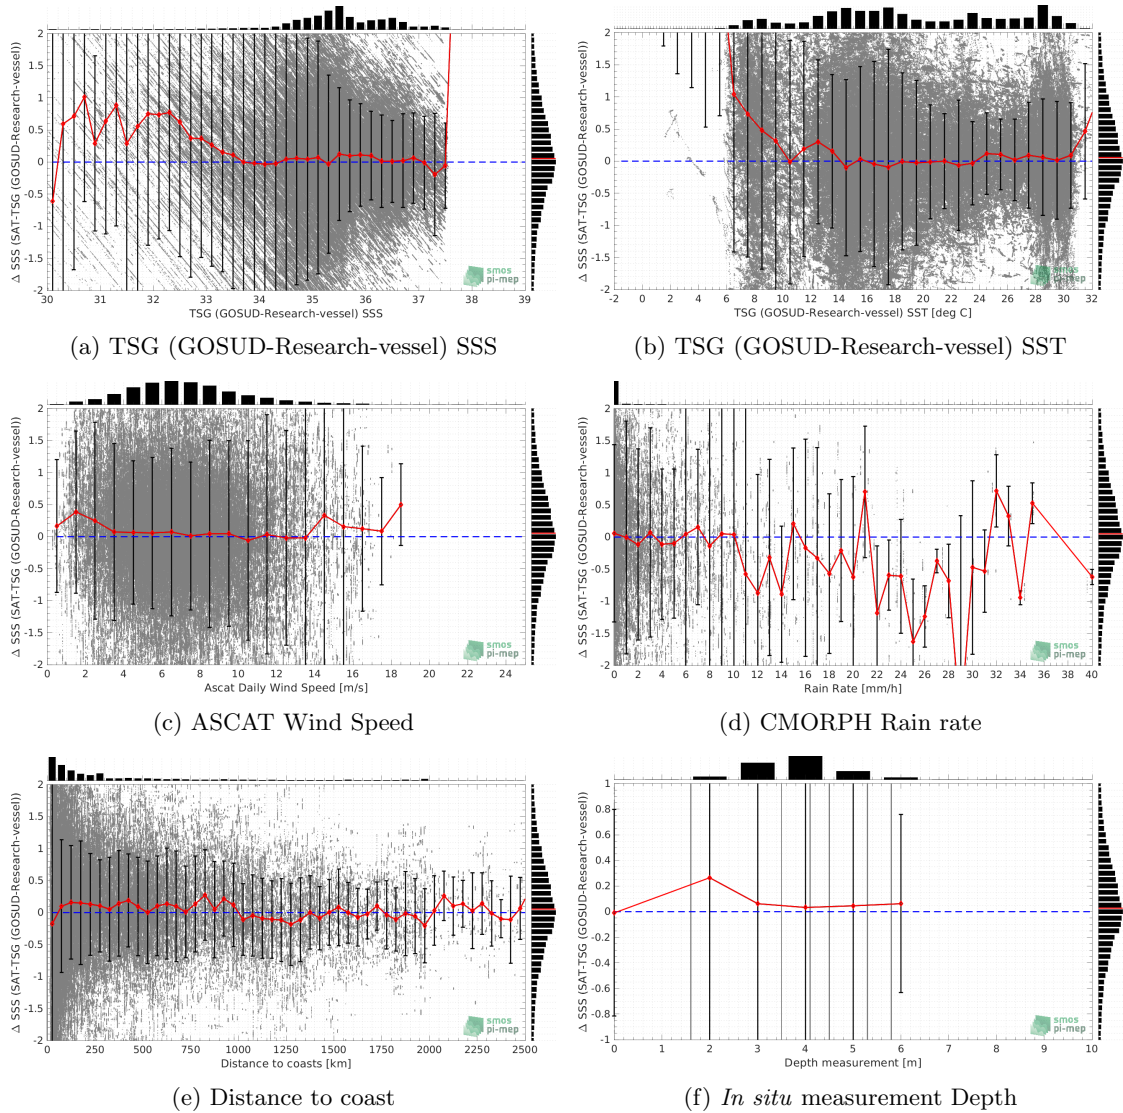 Δ SSS (SAT-TSG (GOSUD-Research-vessel))
2
1.5
1
0.5
0
-0.5
-1
-1.5
-2
30 31 32 33 34 35 36 37 38 39
TSG (GOSUD-Research-vessel) SSS
smos
pi-mep
(a) TSG (GOSUD-Research-vessel) SSS
Δ SSS (SAT-TSG (GOSUD-Research-vessel))
2
1.5
1
0.5
0
-0.5
-1
-1.5
-2
-2 0 2 4 6 8 10 12 14 16 18 20 22 24 26 28 30 32
TSG (GOSUD-Research-vessel) SST [deg C]
smos
pi-mep
(b) TSG (GOSUD-Research-vessel) SST
Δ SSS (SAT-TSG (GOSUD-Research-vessel))
2
1.5
1
0.5
0
-0.5
-1
-1.5
-2
0 2 4 6 8 10 12 14 16 18 20 22 24
Ascat Daily Wind Speed [m/s]
smos
pi-mep
(c) ASCAT Wind Speed
Δ SSS (SAT-TSG (GOSUD-Research-vessel))
2
1.5
1
0.5
0
-0.5
-1
-1.5
-2
0 2 4 6 8 10 12 14 16 18 20 22 24 26 28 30 32 34 36 38 40
Rain Rate [mm/h]
smos
pi-mep
(d) CMORPH Rain rate
Δ SSS (SAT-TSG (GOSUD-Research-vessel))
2
1.5
1
0.5
0
-0.5
-1
-1.5
-2
0 250 500 750 1000 1250 1500 1750 2000 2250 2500
Distance to coasts [km]
smos
pi-mep
(e) Distance to coast
Δ SSS (SAT-TSG (GOSUD-Research-vessel))
1
0.8
0.6
0.4
0.2
0
-0.2
-0.4
-0.6
-0.8
-1
0 1 2 3 4 5 6 7 8 9 10
Depth measurement [m]
smos
pi-mep
(f) In situ measurement Depth